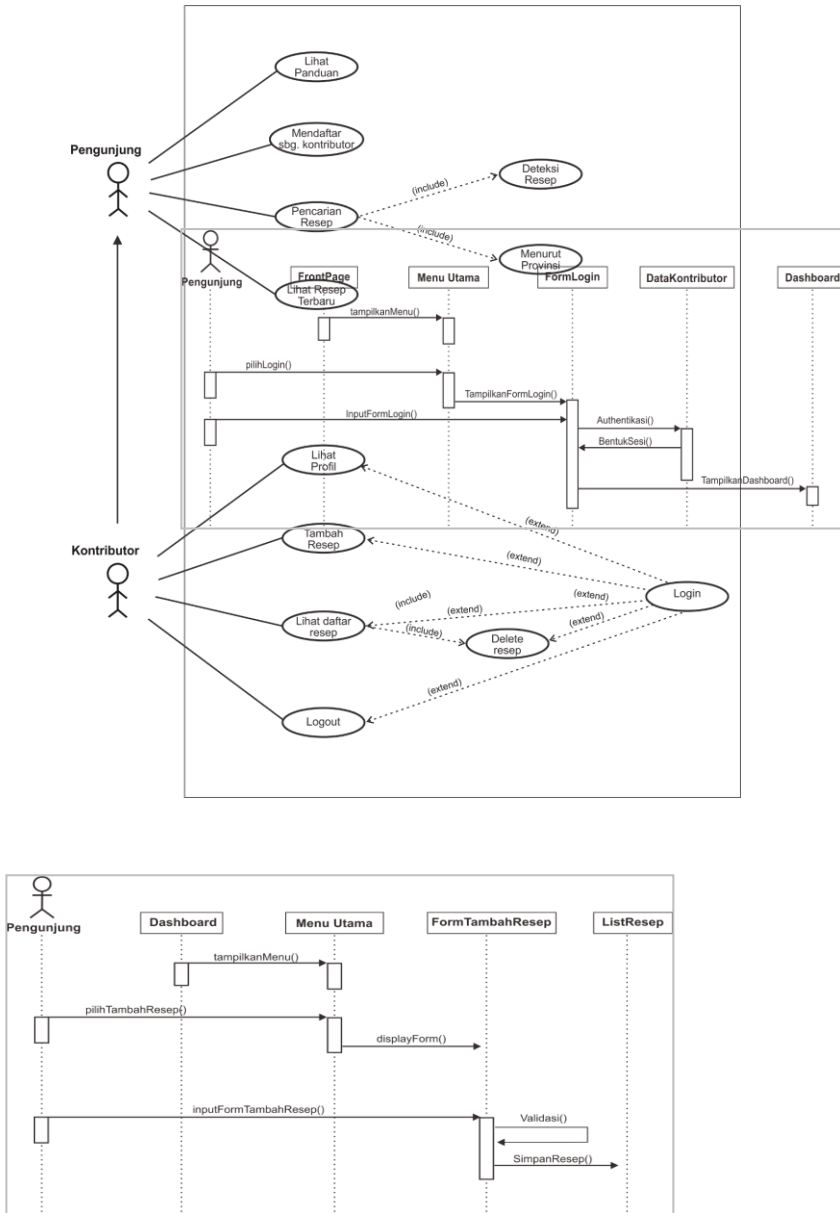 Lihat
Panduan
Mendaftar
sbg. kontributor
Pengunjung
Deteksi
Resep
(include)
Pencarian
Resep
(include)
Menurut
Provinsi
Pengunjung
FrontPage
Menu Utama
FormLogin
DataKontributor
Dashboard
Lihat Resep
Terbaru
tampilkanMenu()
pilihLogin()
TampilkanFormLogin()
InputFormLogin()
Authentikasi()
BentukSesi()
Lihat
Profil
TampilkanDashboard()
(extend)
Tambah
Resep
Kontributor
(extend)
Login
(include)
(extend)
(extend)
Lihat daftar
resep
(include)
Delete
resep
(extend)
(extend)
Logout
Pengunjung
Dashboard
Menu Utama
FormTambahResep
ListResep
tampilkanMenu()
pilihTambahResep()
displayForm()
inputFormTambahResep()
Validasi()
SimpanResep()